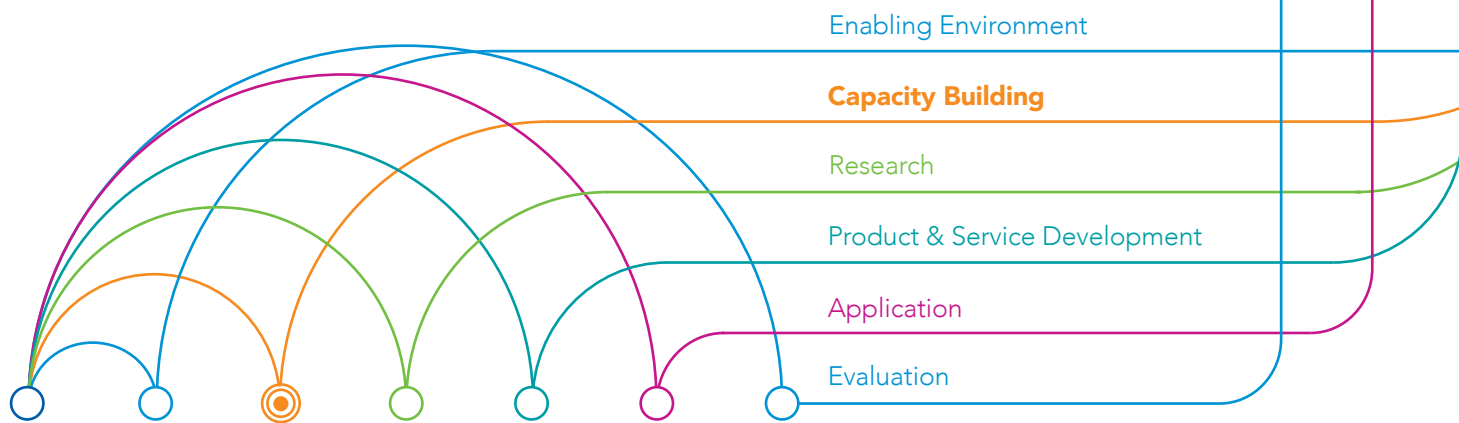 Enabling Environment
Capacity Building
Research
Product & Service Development
Application
Evaluation